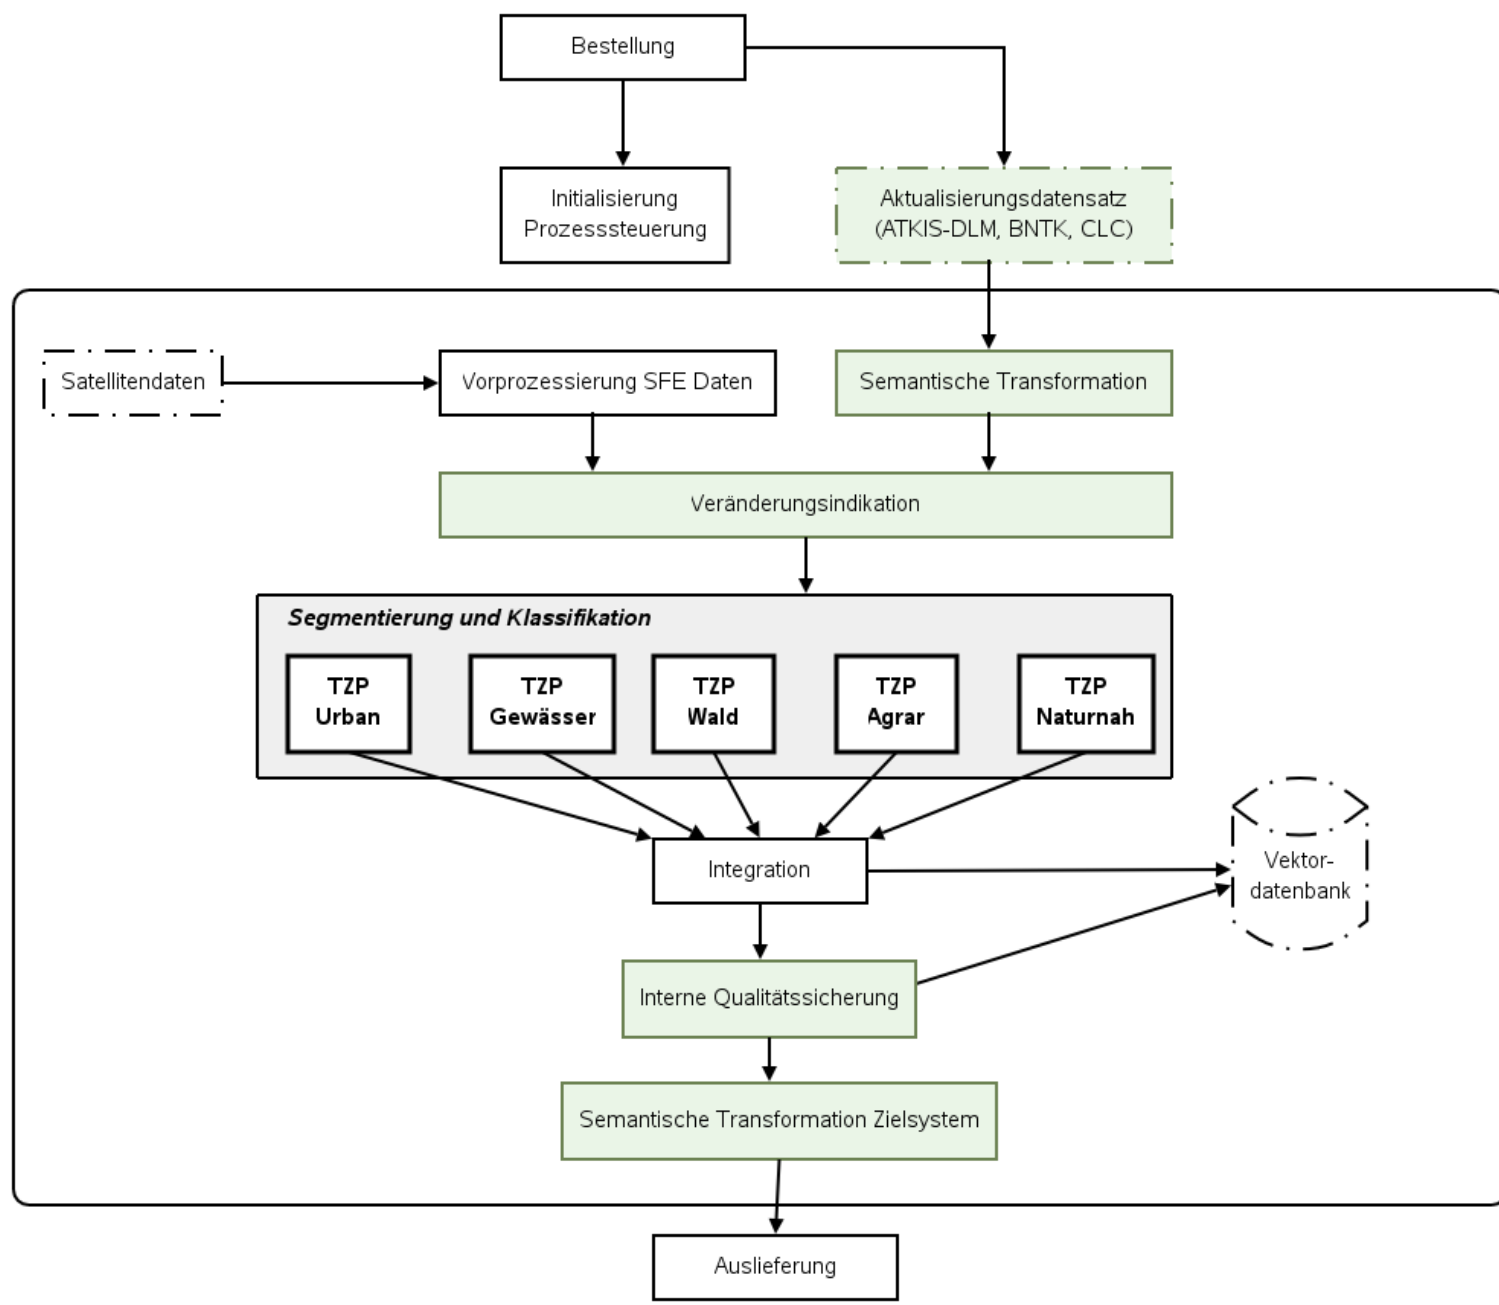 Bestellung
Initialisierung
Prozesssteuerung
Aktualisierungsdatensatz
(ATKIS-DLM, BNTK, CLC)
Satellitendaten
Vorprozessierung SFE Daten
Semantische Transformation
Veränderungsindikation
Segmentierung und Klassifikation
TZP
Urban
TZP
Gewässer
TZP
Wald
TZP
Agrar
TZP
Naturnah
Integration
Vektor-
datenbank
Interne Qualitätssicherung
Semantische Transformation Zielsystem
Auslieferung